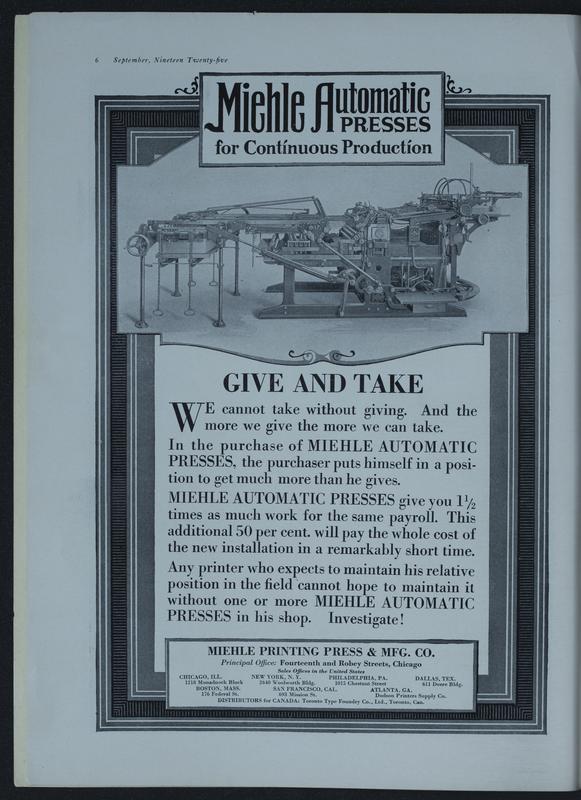 6 September, Nineteen Twenty-five
Miehle Automatic
PRESSES
for Continuous Production
GIVE AND TAKE
WE cannot take without giving. And the
more we give the more we can take.
In the purchase of MIEHLE AUTOMATIC
PRESSES, the purchaser puts himself in a posi-
tion to get much more than he gives.
MIEHLE AUTOMATIC PRESSES give you 1½
times as much work for the same payroll. This
additional 50 per cent. will pay the whole cost of
the new installation in a remarkably short time.
Any printer who expects to maintain his relative
position in the field cannot hope to maintain it
without one or more MIEHLE AUTOMATIC
PRESSES in his shop. Investigate!
MIEHLE PRINTING PRESS & MFG. CO.
Principal Office: Fourteenth and Robey Streets, Chicago
Sales Offices in the United States
CHICAGO, ILL. NEW YORK, N. Y. PHILADELPHIA, PA. DALLAS, TEX.
1218 Monadnock Block 2840 Woolworth Bldg. 1015 Chestnut Street 611 Deere Bldg.
BOSTON, MASS. SAN FRANCISCO, CAL. ATLANTA, GA.
176 Federal St. 693 Mission St. Dodson Printers Supply Co.
DISTRIBUTORS for CANADA: Toronto Type Foundry Co., Ltd., Toronto, Can.